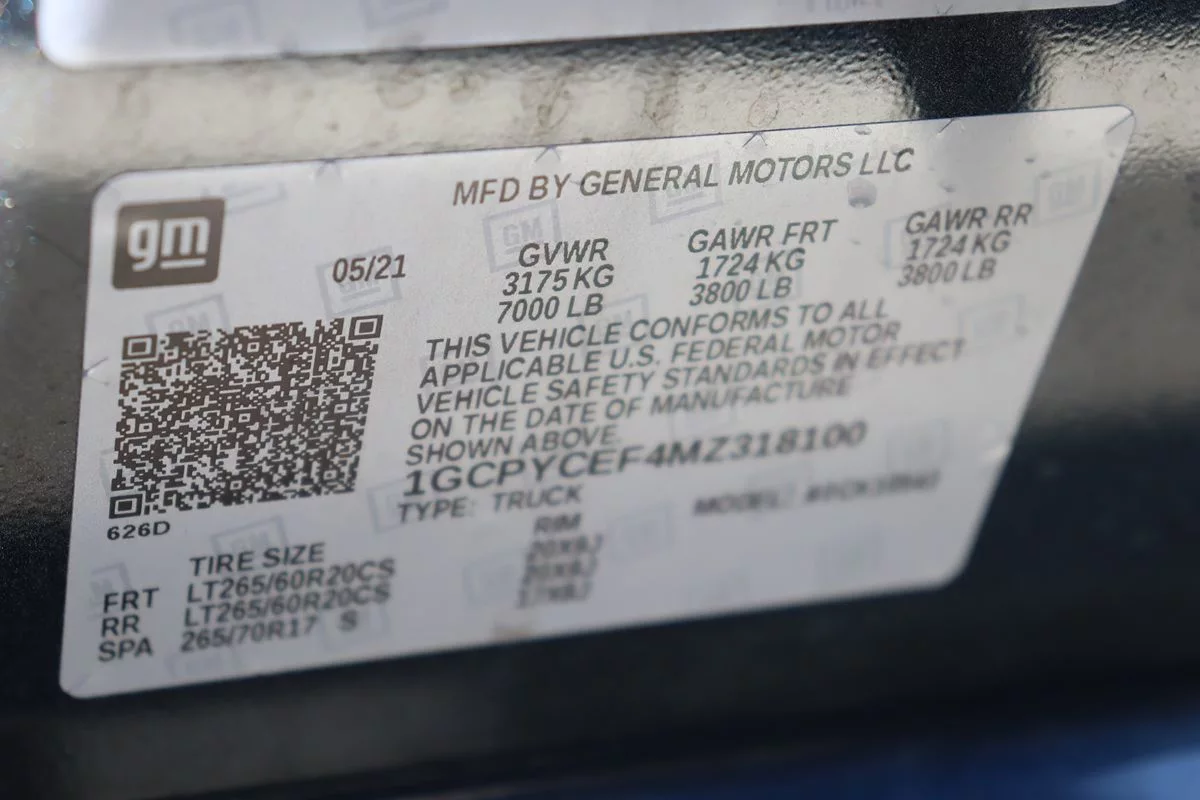 MFD BY GENERAL MOTORS LLC
gm
05/21
GVWR GAWR FRT GAWR RR
3175 KG 1724 KG 1724 KG
7000 LB 3800 LB 3800 LB
THIS VEHICLE CONFORMS TO ALL
APPLICABLE U.S. FEDERAL MOTOR
VEHICLE SAFETY STANDARDS IN EFFECT
ON THE DATE OF MANUFACTURE
SHOWN ABOVE.
1GCPYCEF4MZ318100
TYPE: TRUCK MODEL:
626D
TIRE SIZE RIM
FRT LT265/60R20CS
RR LT265/60R20CS
SPA 265/70R17 S